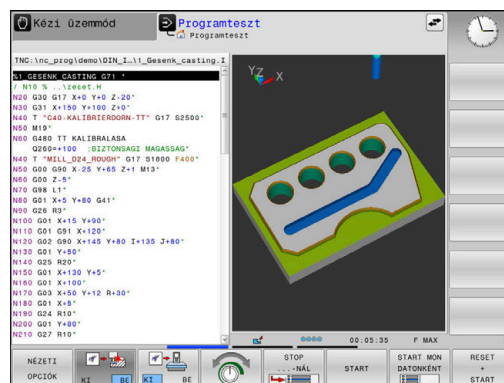 Kézi üzemmód
Programteszt
Programteszt
TNC:\nc_prog\demo\DIN_I…\1_Gesenk_casting.I
%1_GESENK_CASTING G71 *
/ N10 % ..\reset.H
N20 G30 G17 X+0 Y+0 Z-20*
N30 G31 X+150 Y+100 Z+0*
N40 T "C40-KALIBRIERDORN-TT" G17 S2500*
N50 M19*
N60 G480 TT KALIBRALASA
Q260=+100 ;BIZTONSAGI MAGASSAG*
N40 T "MILL_D24_ROUGH" G17 S1800 F400*
N50 G00 G90 X-25 Y+65 Z+1 M13*
N60 G00 Z-5*
N70 G98 L1*
N80 G01 X+5 Y+80 G41*
N90 G26 R3*
N100 G01 X+15 Y+90*
N110 G01 G91 X+120*
N120 G02 G90 X+145 Y+80 I+135 J+80*
N130 G01 Y+50*
N140 G25 R20*
N150 G01 X+130 Y+5*
N160 G01 X+100*
N170 G03 X+50 Y+12 R+30*
N180 G01 X+5*
N190 G24 R10*
N200 G01 Y+80*
N210 G27 R10*
Y Z X
00:05:35 F MAX
NÉZETI
OPCIÓK
KI BE
KI BE
STOP
...-NÁL
START
START MON
DATONKÉNT
RESET
+
START